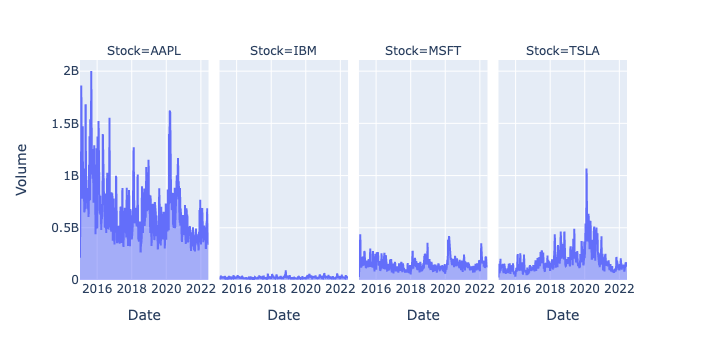 Stock=AAPL Stock=IBM Stock=MSFT Stock=TSLA
2B
1.5B
1B
0.5B
0
Volume
2016 2018 2020 2022 2016 2018 2020 2022 2016 2018 2020 2022 2016 2018 2020 2022
Date Date Date Date